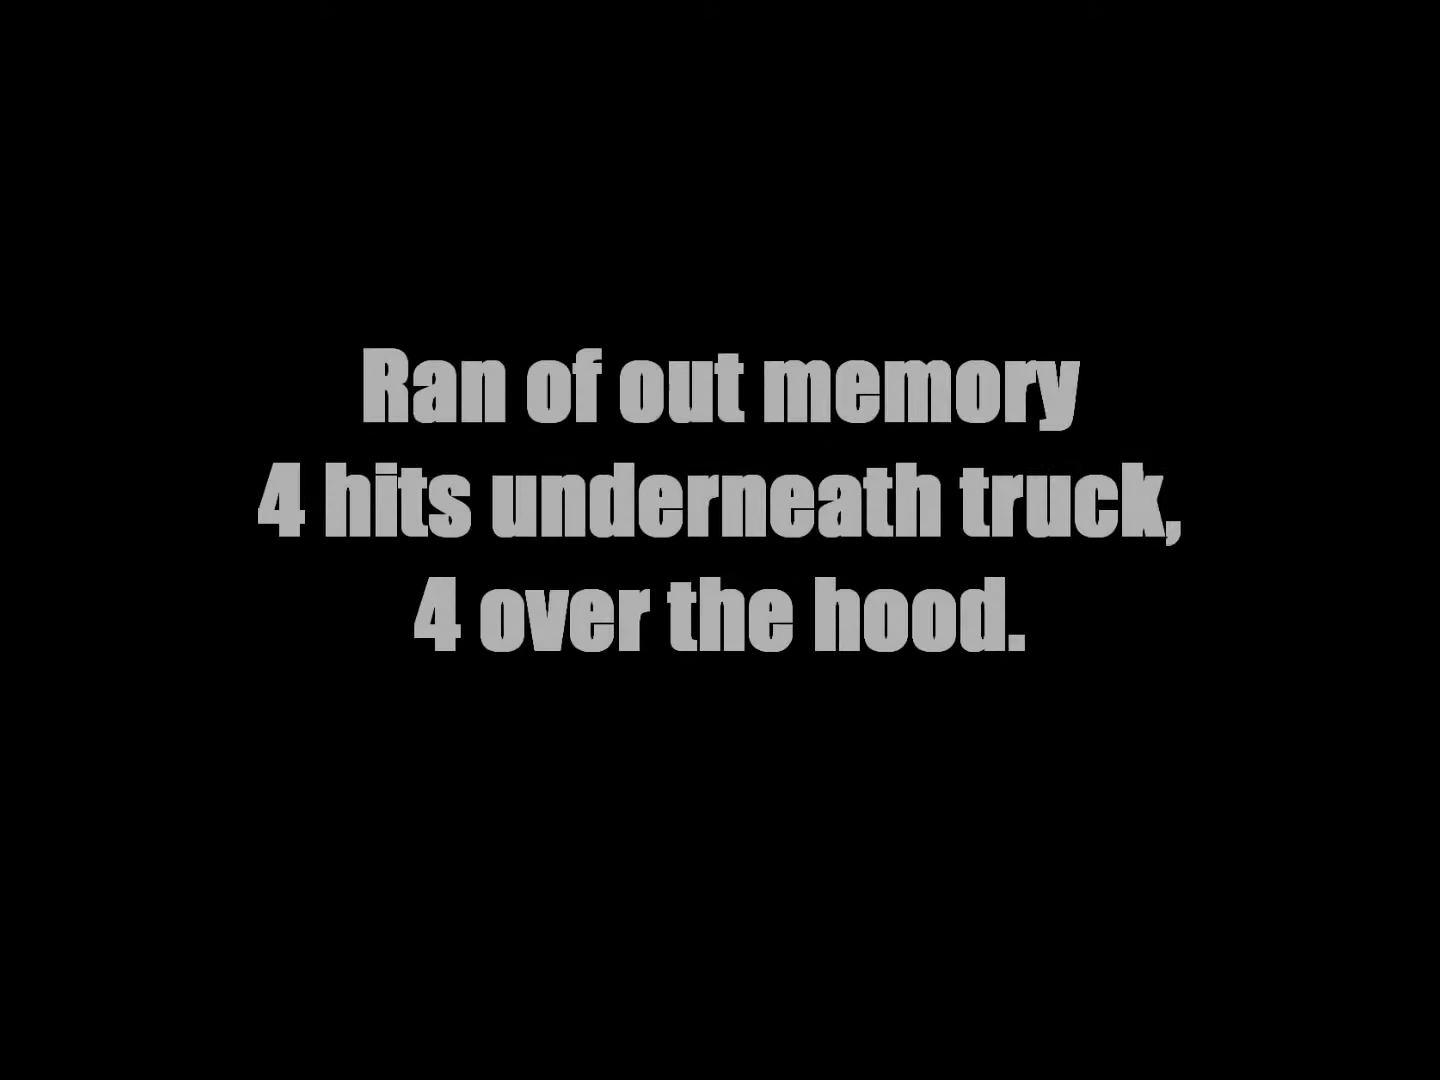 Ran of out memory
4 hits underneath truck,
4 over the hood.